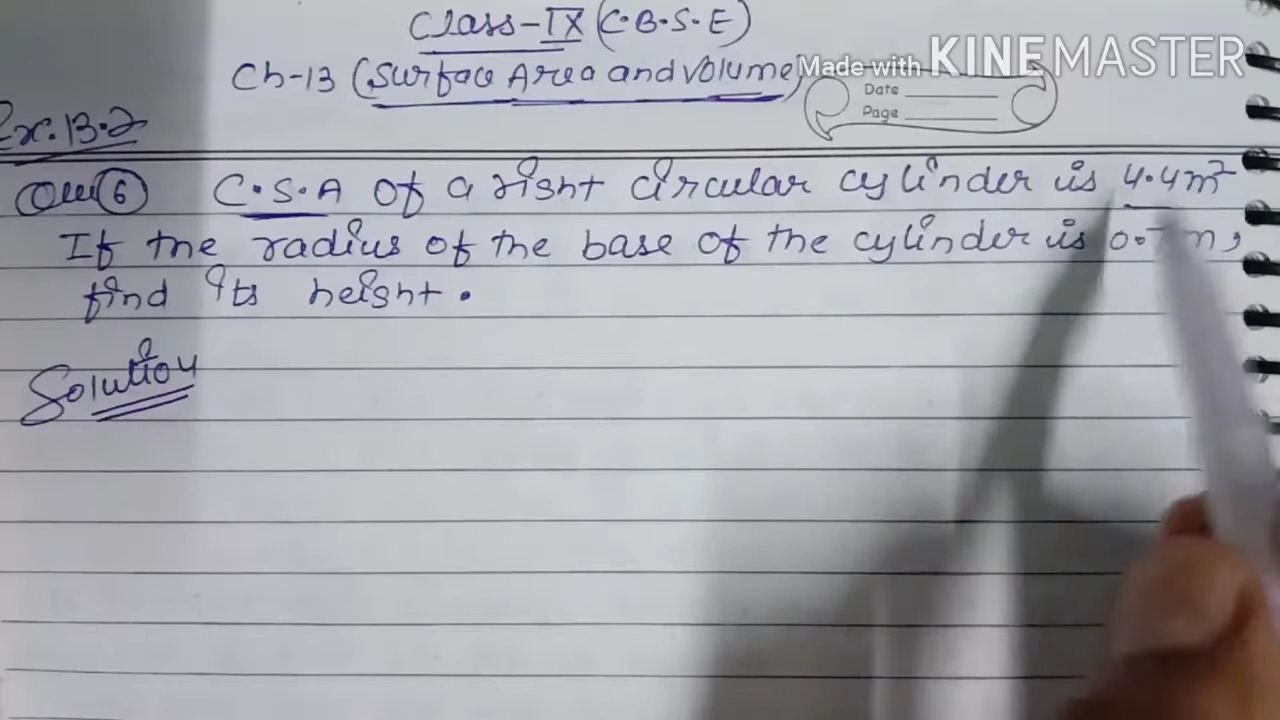 Class-IX (C.B.S.E)
Ch-13 (Surface Area and Volume)
Made with KINEMASTER
Date
Page
Ex.13.2
Que 6 C.S.A of a right circular cylinder is 4.4m²
If the radius of the base of the cylinder is m,
find its height.
Solution